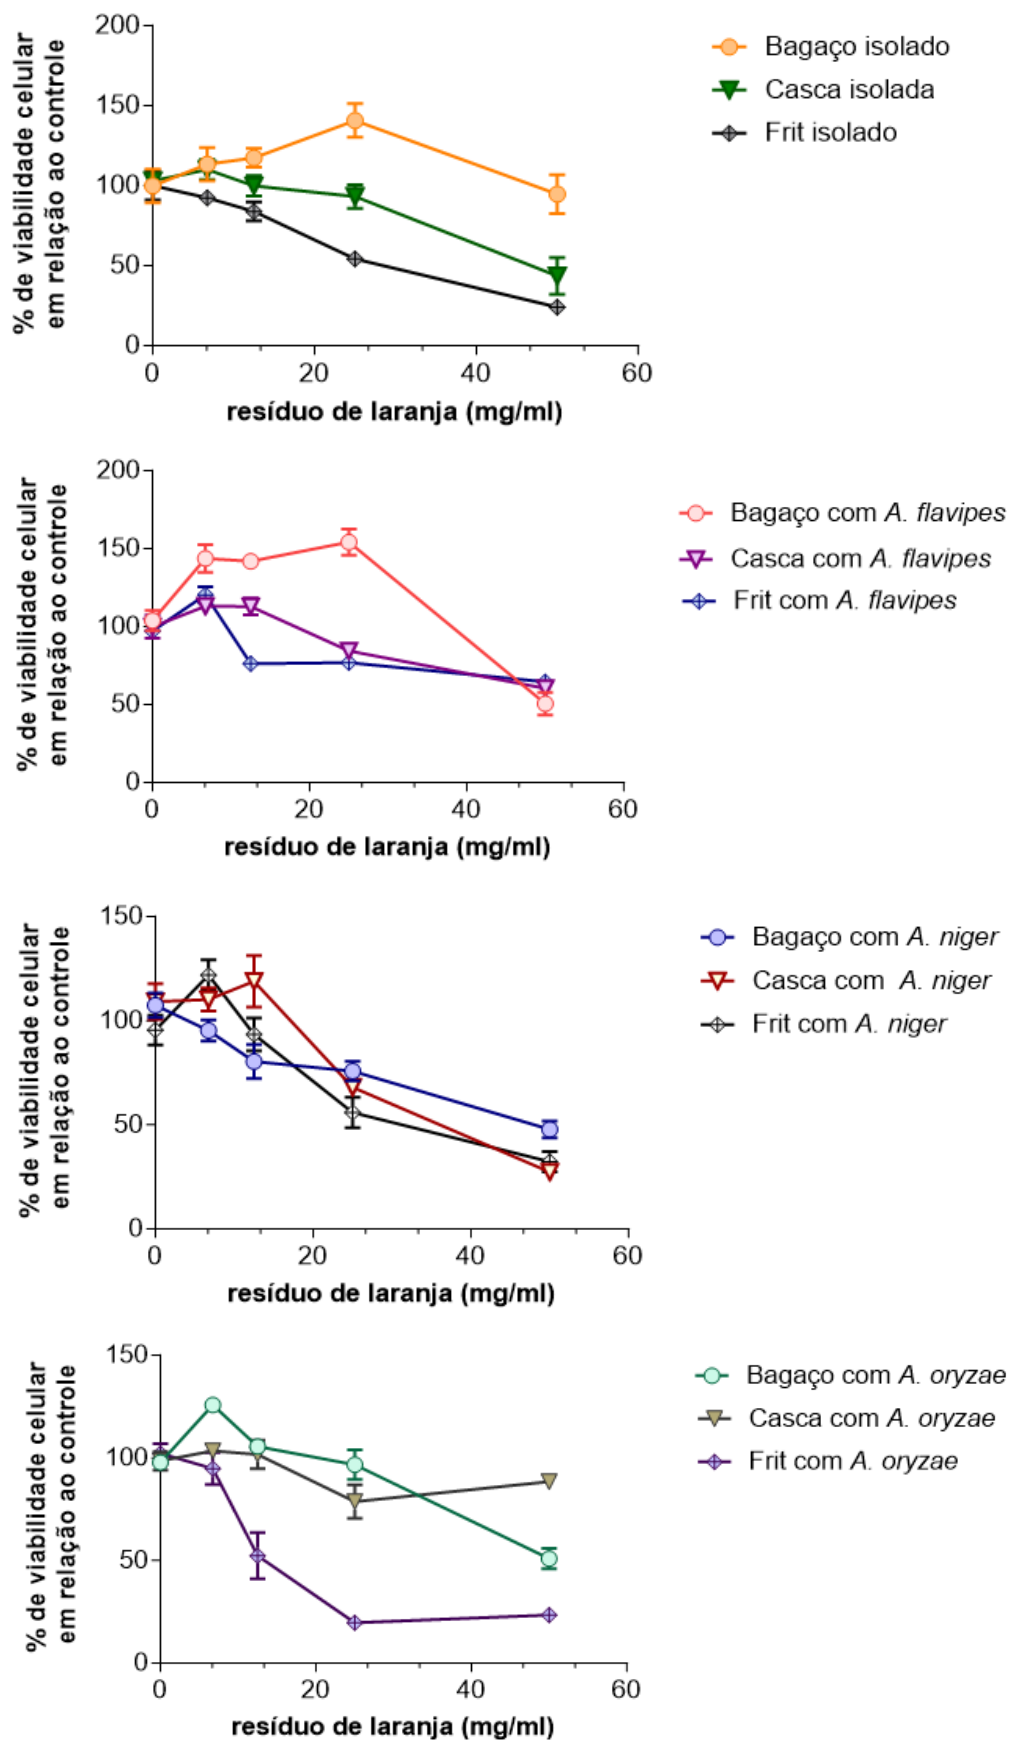 % de viabilidade celular
em relação ao controle
200
150
100
50
0
0 20 40 60
resíduo de laranja (mg/ml)
Bagaço isolado
Casca isolada
Frit isolado
% de viabilidade celular
em relação ao controle
200
150
100
50
0
0 20 40 60
resíduo de laranja (mg/ml)
Bagaço com A. flavipes
Casca com A. flavipes
Frit com A. flavipes
% de viabilidade celular
em relação ao controle
150
100
50
0
0 20 40 60
resíduo de laranja (mg/ml)
Bagaço com A. niger
Casca com A. niger
Frit com A. niger
% de viabilidade celular
em relação ao controle
150
100
50
0
0 20 40 60
resíduo de laranja (mg/ml)
Bagaço com A. oryzae
Casca com A. oryzae
Frit com A. oryzae